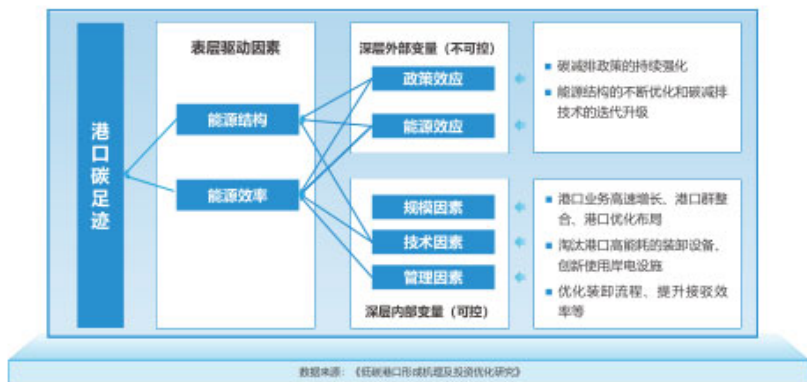 港口碳足迹
表层驱动因素
能源结构
能源效率
深层外部变量（不可控）
政策效应
能源效应
规模因素
技术因素
管理因素
深层内部变量（可控）
碳减排政策的持续强化
能源结构的不断优化和碳减排
技术的迭代升级
港口业务高速增长、港口群整
合、港口优化布局
淘汰港口高能耗的装卸设备，
创新使用岸电设施
优化装卸流程、提升接驳效
率等
数据来源：《低碳港口形成机理及投资优化研究》